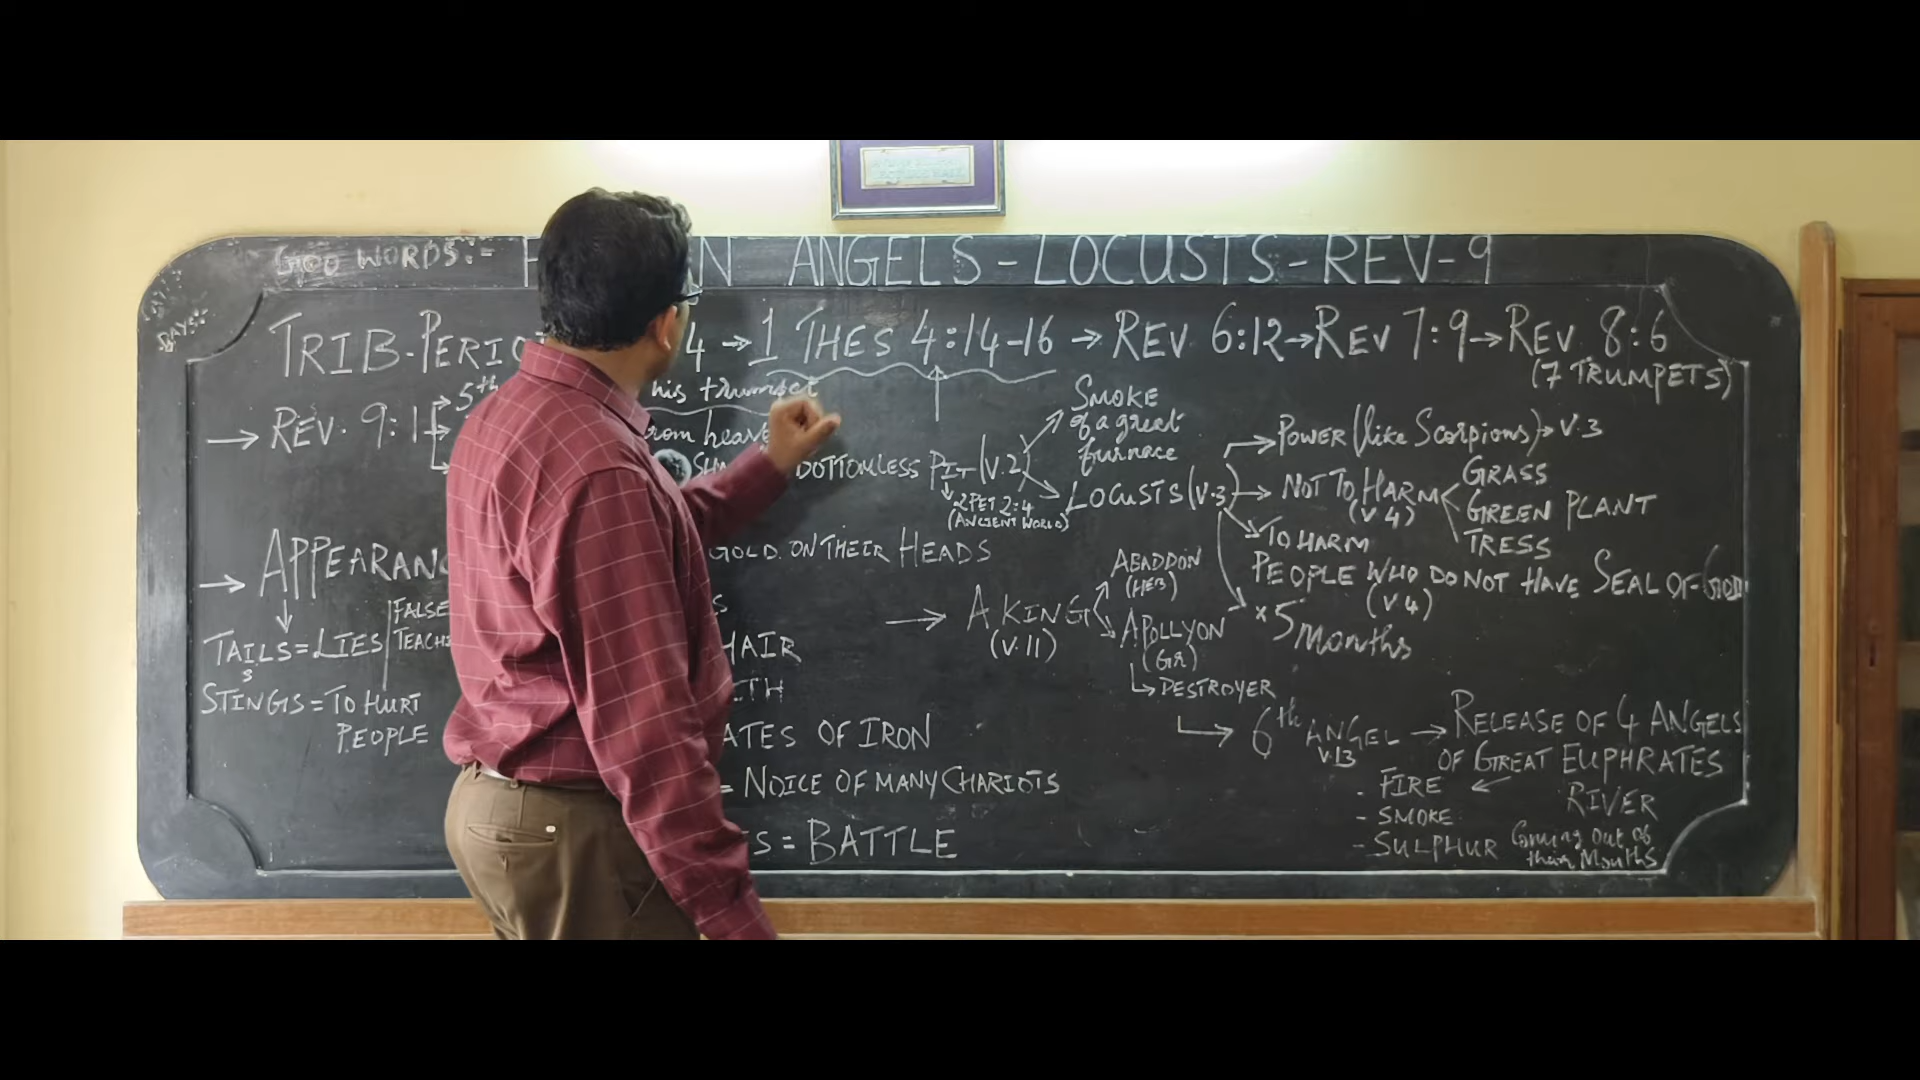 GOOD WORDS:-
ANGELS-LOCUSTS-REV-9
DAYS:-
TRIB-PERIO 4 → 1 THES 4:14-16 → REV 6:12 → REV 7:9 → REV 8:6
(7 TRUMPETS)
→ REV. 9:1 → 5th his trumpet
from heave
BOTTOMLESS PIT (V.2)
2 PET 2:4
(ANCIENT WORLD)
SMOKE
of a great
furnace
LOCUSTS (V.3)
→ POWER (like Scorpions) → V.3
→ NOT TO HARM
(V 4)
GRASS
GREEN PLANT
TRESS
TO HARM
PEOPLE WHO DO NOT HAVE SEAL OF GOD
(V 4)
* 5 Months
→ APPEARANC GOLD. ON THEIR HEADS
TAILS = LIES
FALSE
TEACHI
STINGS = TO HURT
PEOPLE
HAIR
ATES OF IRON
= NOICE OF MANY CHARIOTS
S = BATTLE
→ A KING
(V.11)
ABADDON
(HEB)
APOLLYON
(Gr)
DESTROYER
→ 6th ANGEL → RELEASE OF 4 ANGELS
V.13
OF GREAT EUPHRATES
RIVER
- FIRE
- SMOKE
- SULPHUR Coming out of
their Mouths